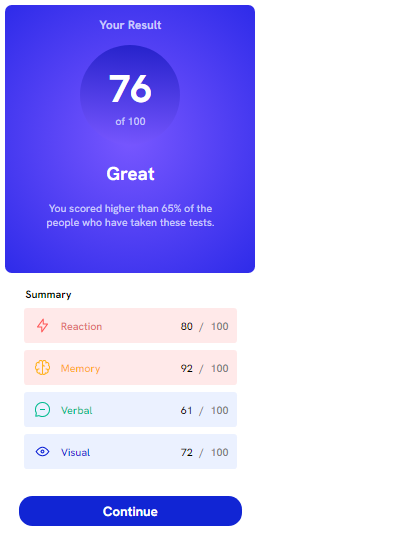 Your Result
76
of 100
Great
You scored higher than 65% of the
people who have taken these tests.
Summary
Reaction 80 / 100
Memory 92 / 100
Verbal 61 / 100
Visual 72 / 100
Continue